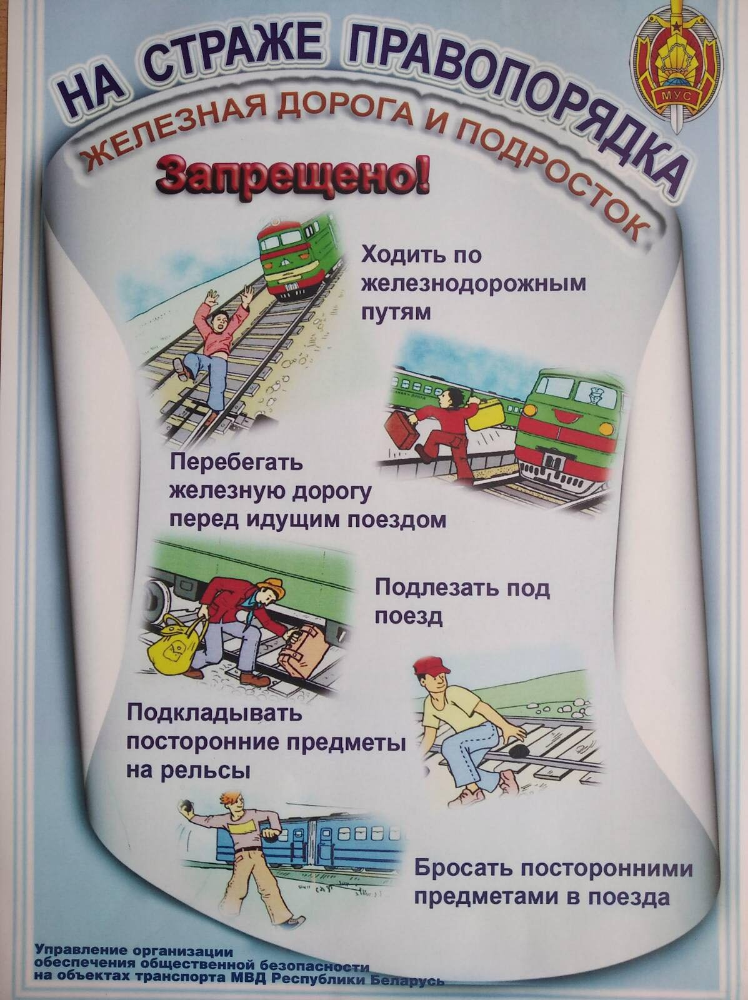 НА СТРАЖЕ ПРАВОПОРЯДКА
МУС
ЖЕЛЕЗНАЯ ДОРОГА И ПОДРОСТОК
Запрещено!
Ходить по
железнодорожным
путям
Перебегать
железную дорогу
перед идущим поездом
Подлезать под
поезд
Подкладывать
посторонние предметы
на рельсы
Бросать посторонними
предметами в поезда
Управление организации
обеспечения общественной безопасности
на объектах транспорта МВД Республики Беларусь